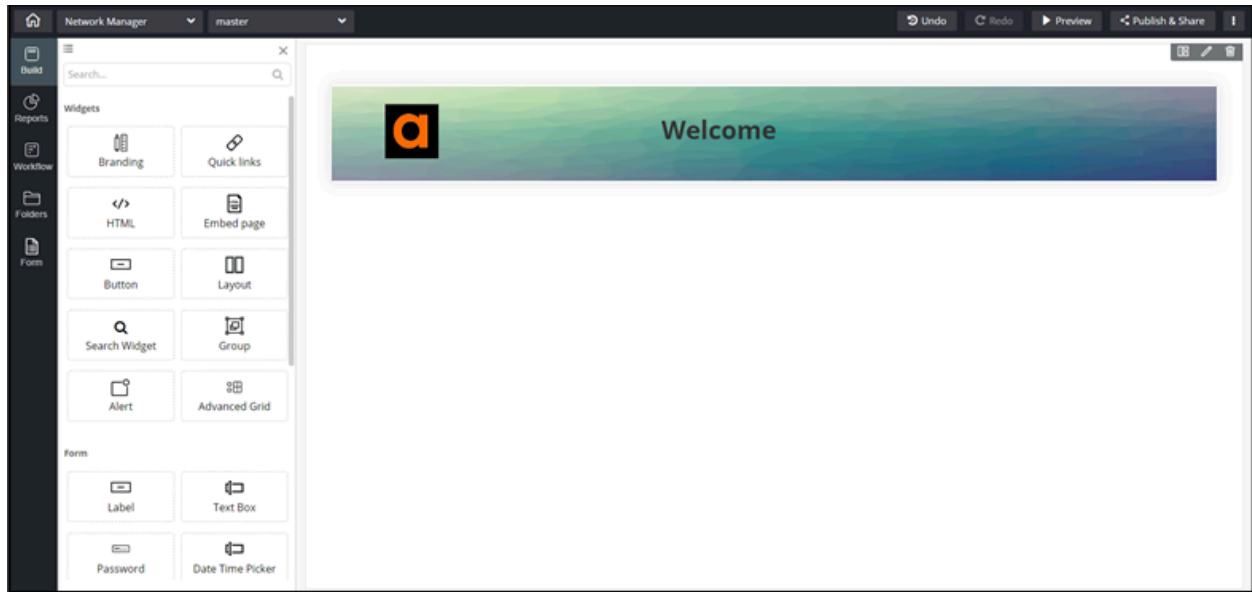 Network Manager
master
Undo
Redo
Preview
Publish & Share
Build
Reports
Workflow
Folders
Form
Search...
Widgets
Branding
Quick links
HTML
Embed page
Button
Layout
Search Widget
Group
Alert
Advanced Grid
Form
Label
Text Box
Password
Date Time Picker
a
Welcome